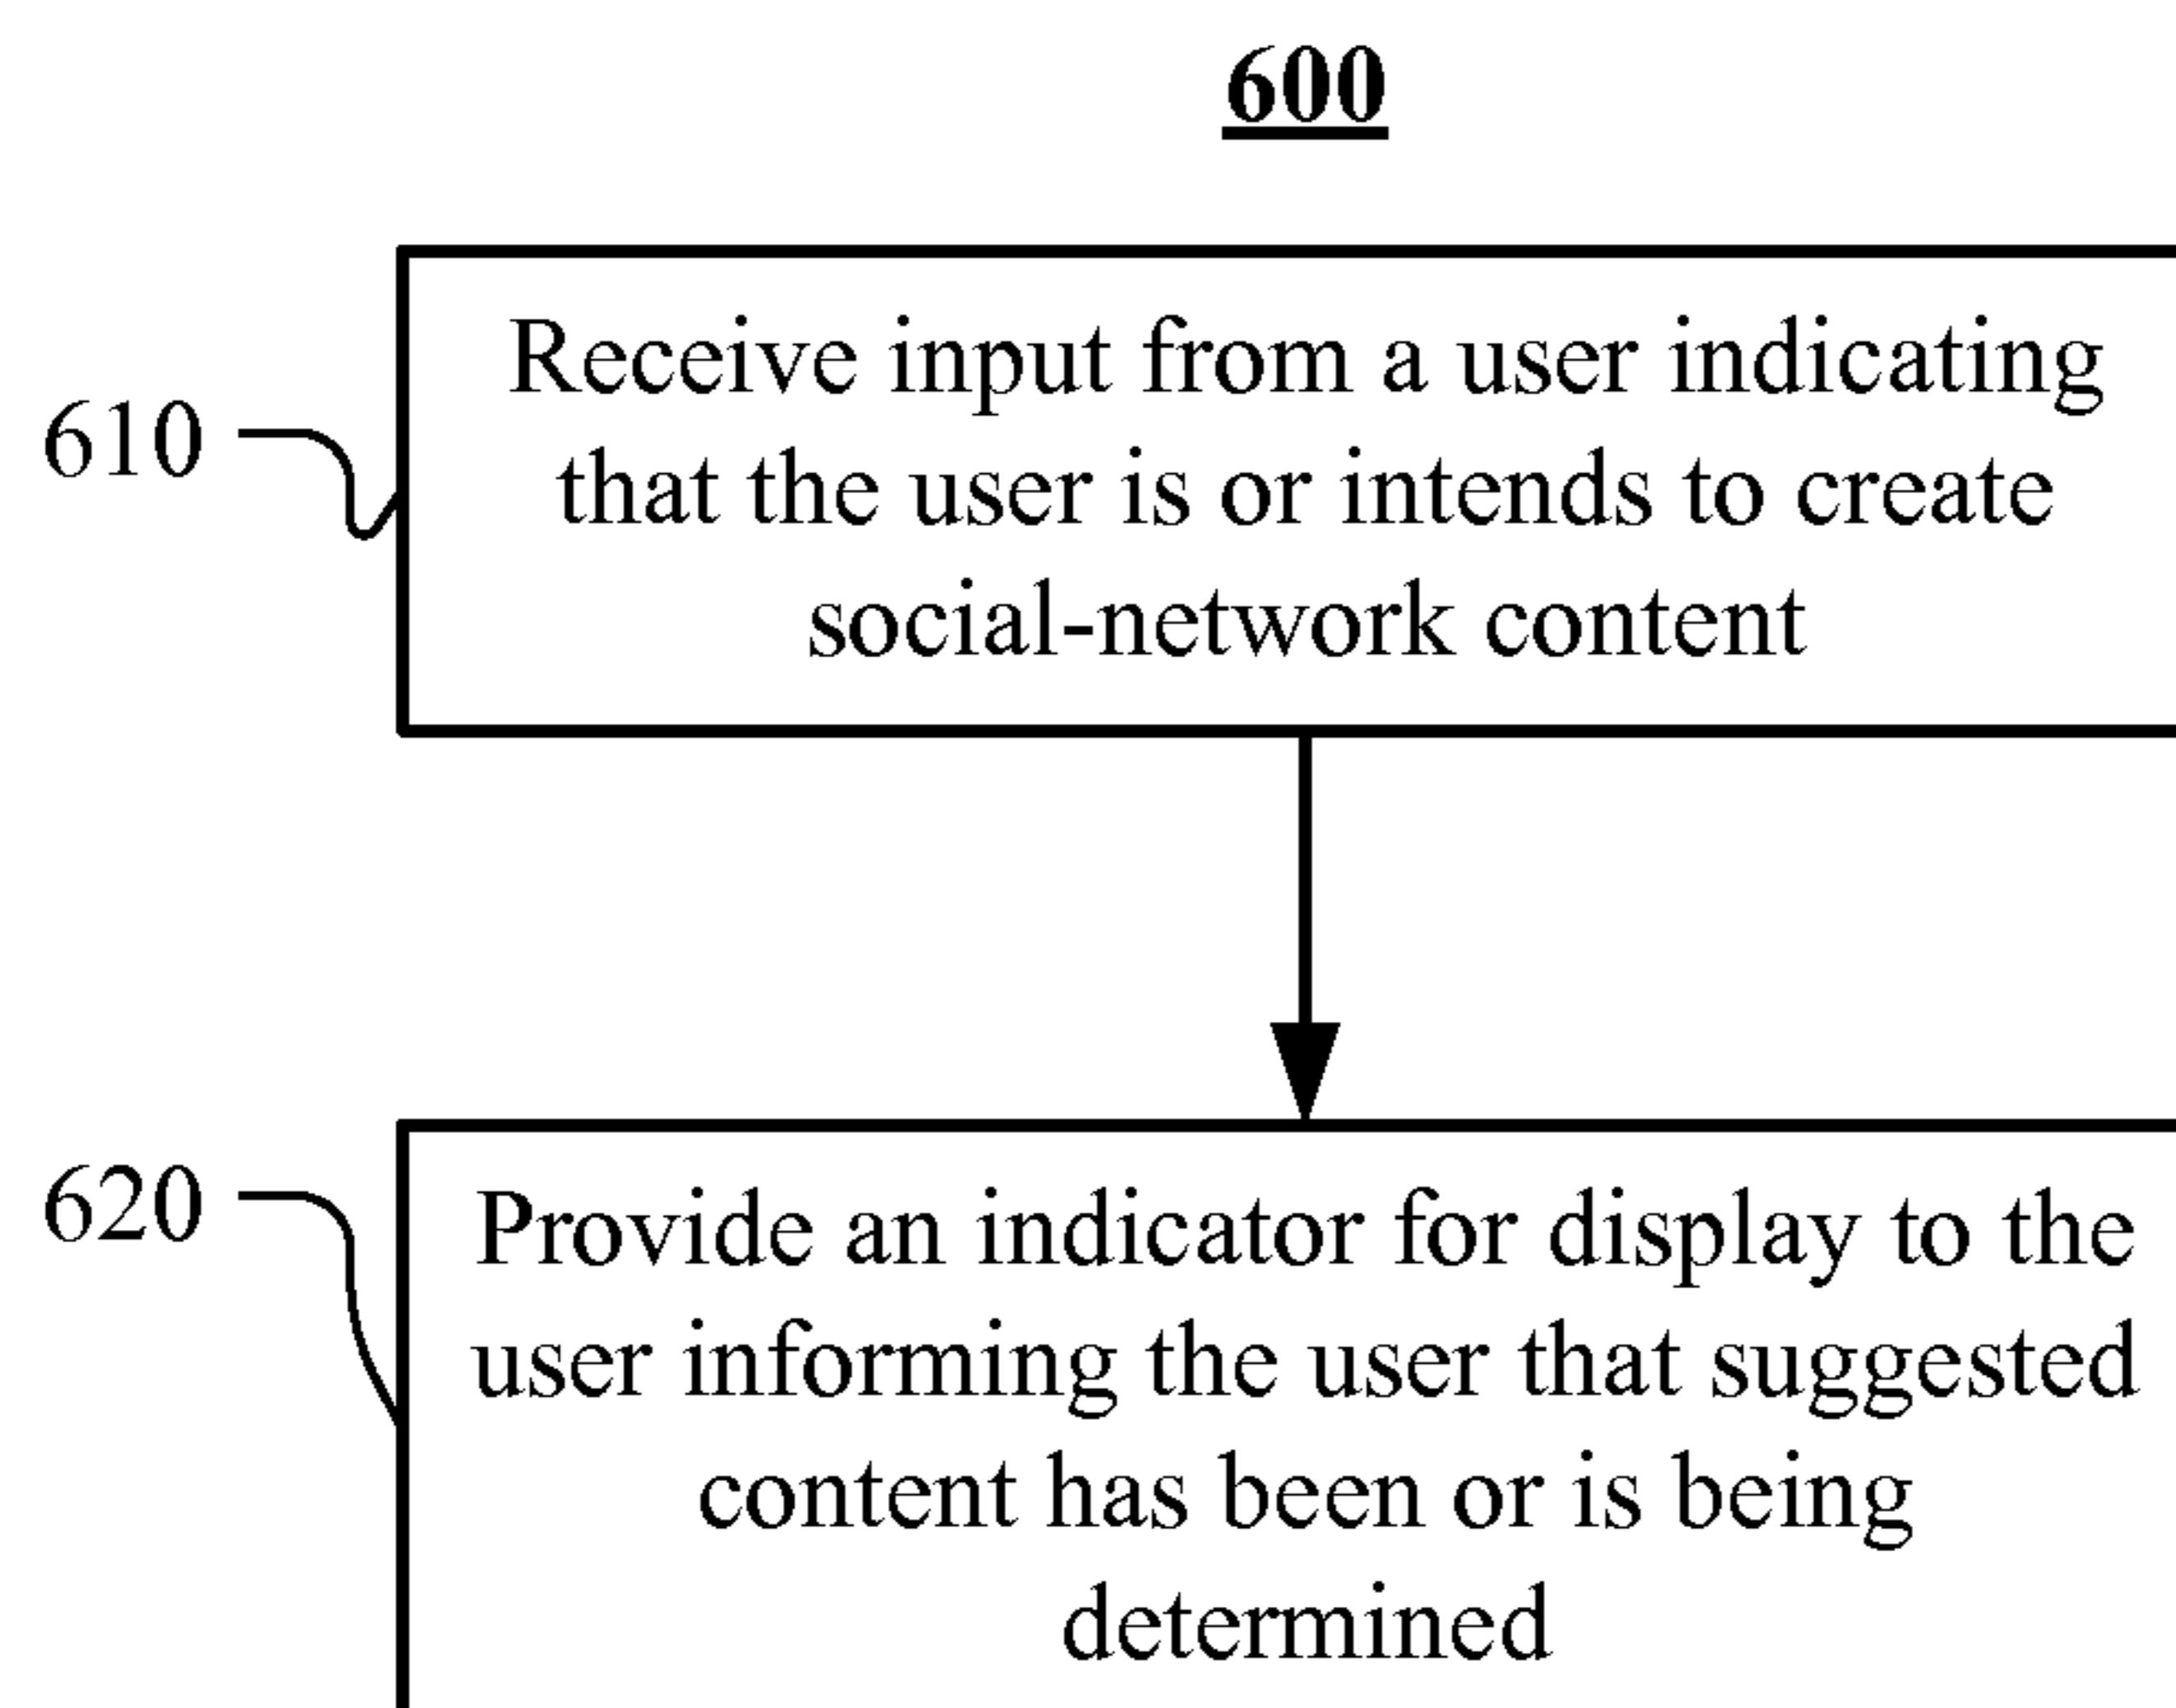 600
610
Receive input from a user indicating
that the user is or intends to create
social-network content
620
Provide an indicator for display to the
user informing the user that suggested
content has been or is being
determined